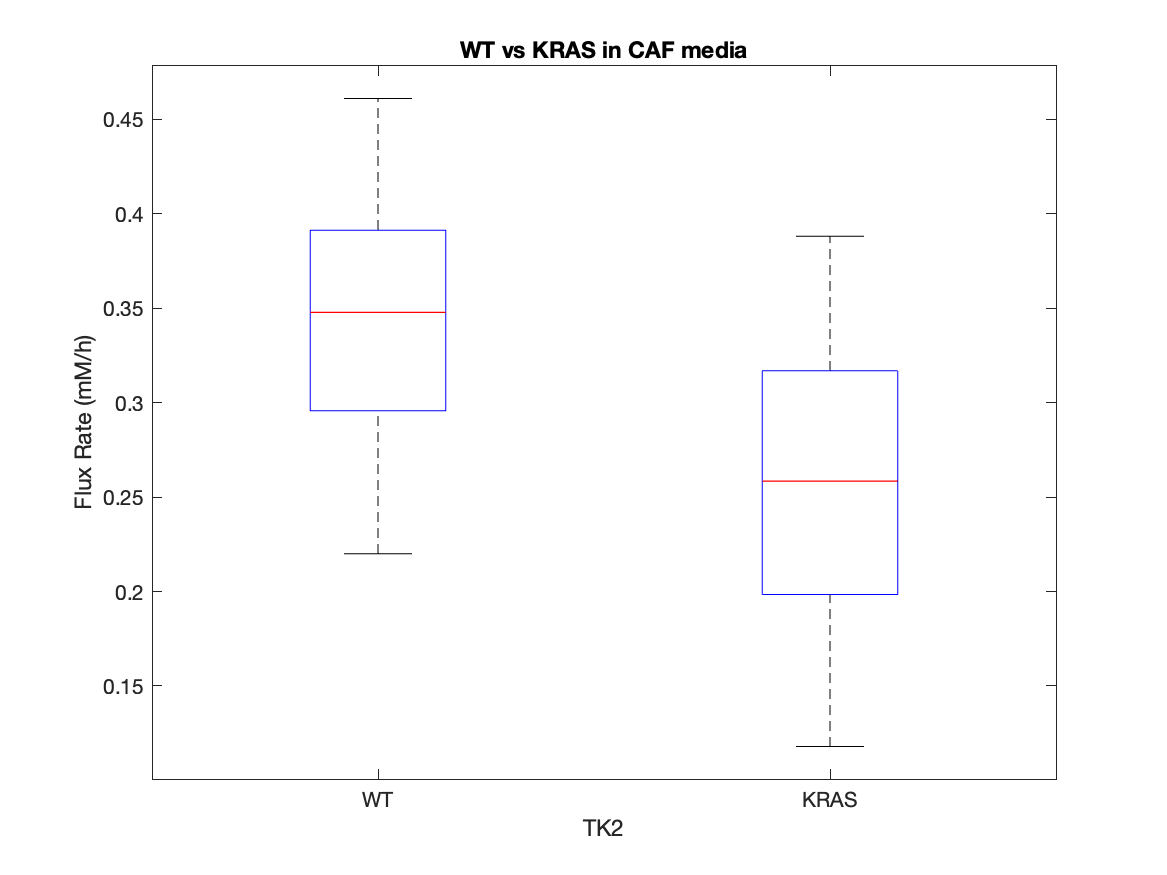 WT vs KRAS in CAF media
Flux Rate (mM/h)
0.45
0.4
0.35
0.3
0.25
0.2
0.15
WT
KRAS
TK2